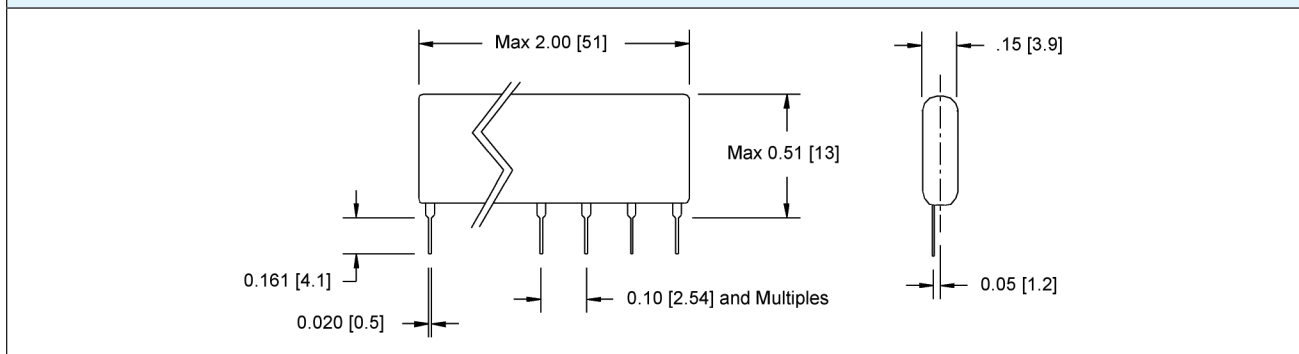 Max 2.00 [51]
.15 [3.9]
Max 0.51 [13]
0.161 [4.1]
0.05 [1.2]
0.10 [2.54] and Multiples
0.020 [0.5]